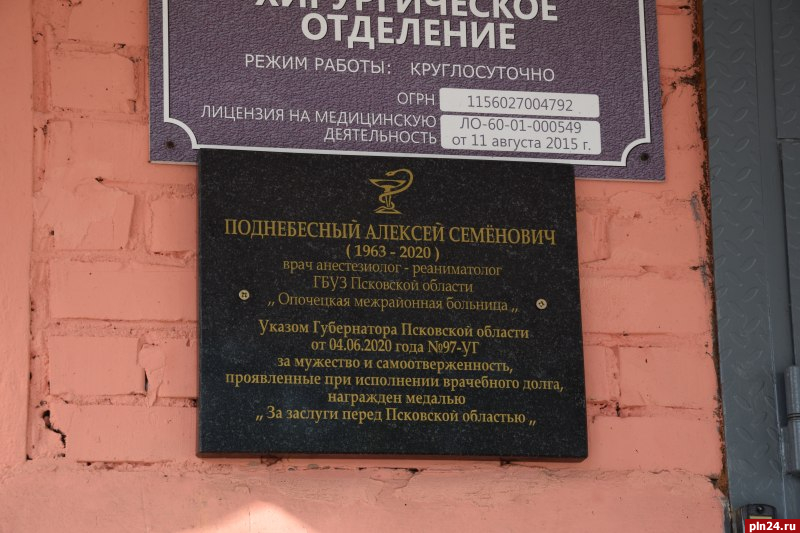 ХИРУРГИЧЕСКОЕ
ОТДЕЛЕНИЕ
РЕЖИМ РАБОТЫ: КРУГЛОСУТОЧНО
ОГРН 1156027004792
ЛИЦЕНЗИЯ НА МЕДИЦИНСКУЮ
ДЕЯТЕЛЬНОСТЬ
ЛО-60-01-000549
от 11 августа 2015 г.
ПОДНЕБЕСНЫЙ АЛЕКСЕЙ СЕМЁНОВИЧ
( 1963 - 2020 )
врач анестезиолог - реаниматолог
ГБУЗ Псковской области
„ Опочецкая межрайонная больница „
Указом Губернатора Псковской области
от 04.06.2020 года №97-УГ
за мужество и самоотверженность,
проявленные при исполнении врачебного долга,
награжден медалью
„ За заслуги перед Псковской областью „
pln24.ru